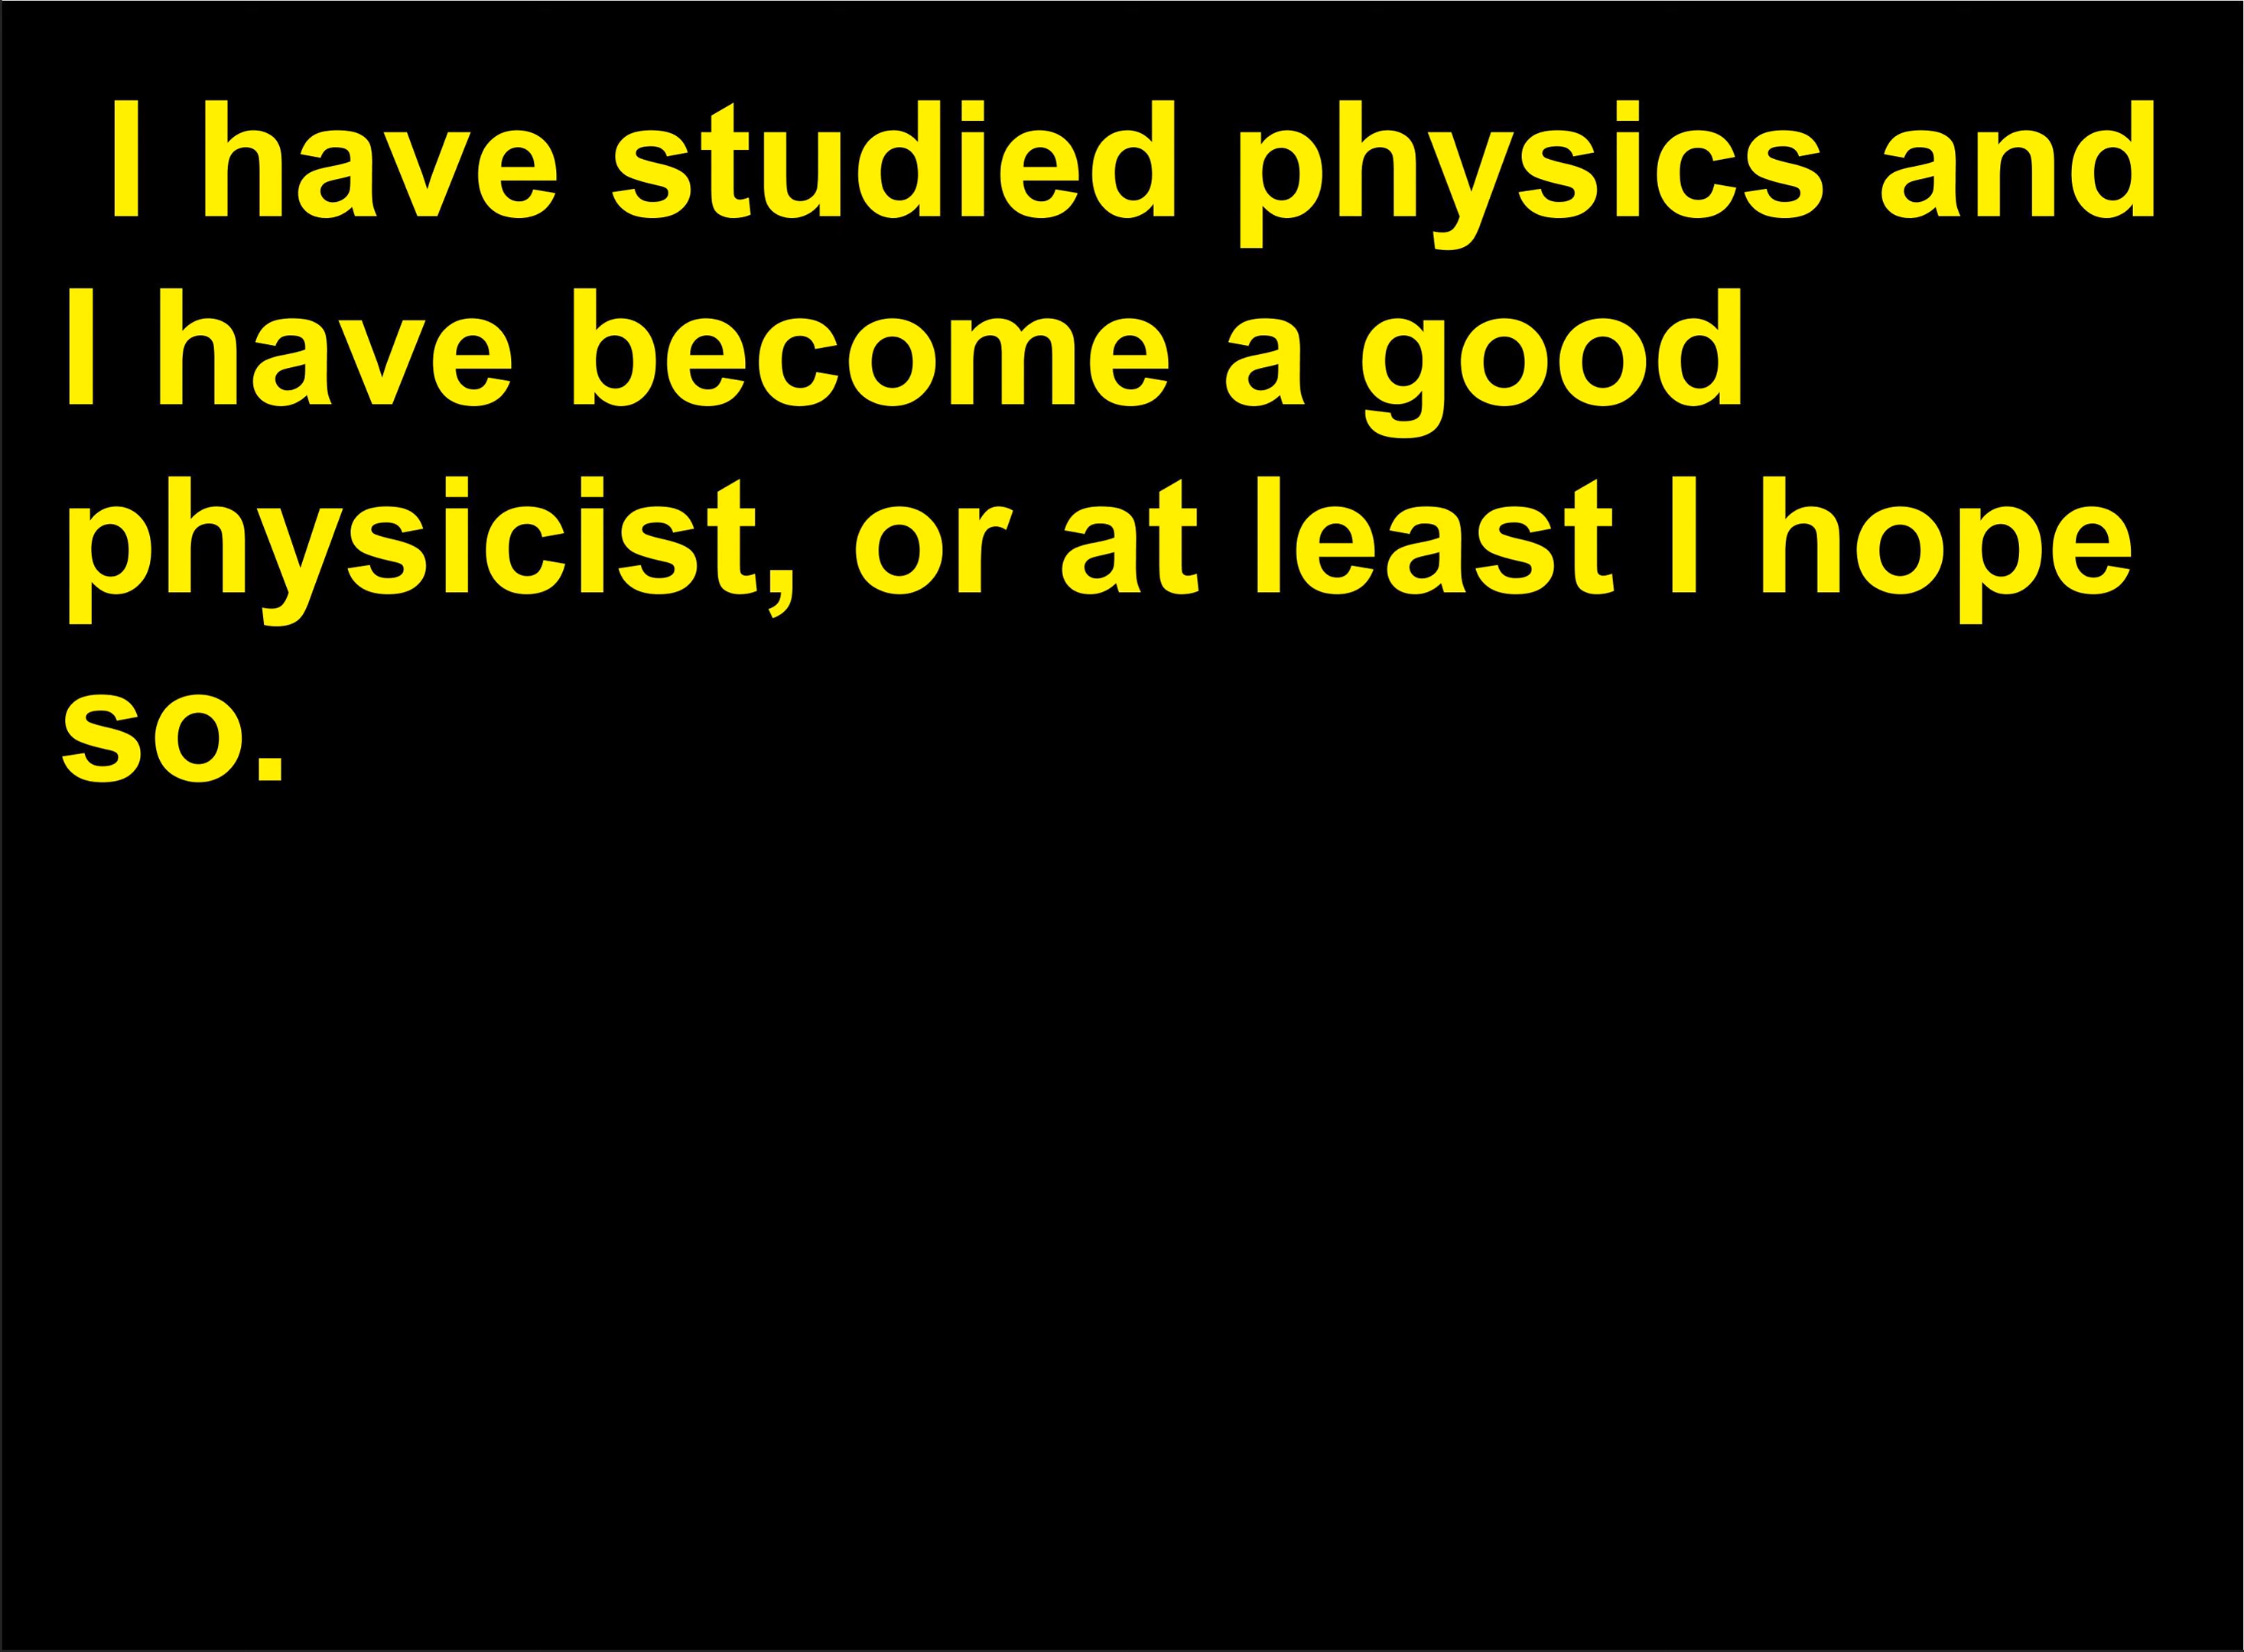 I have studied physics and
I have become a good
physicist, or at least I hope
so.